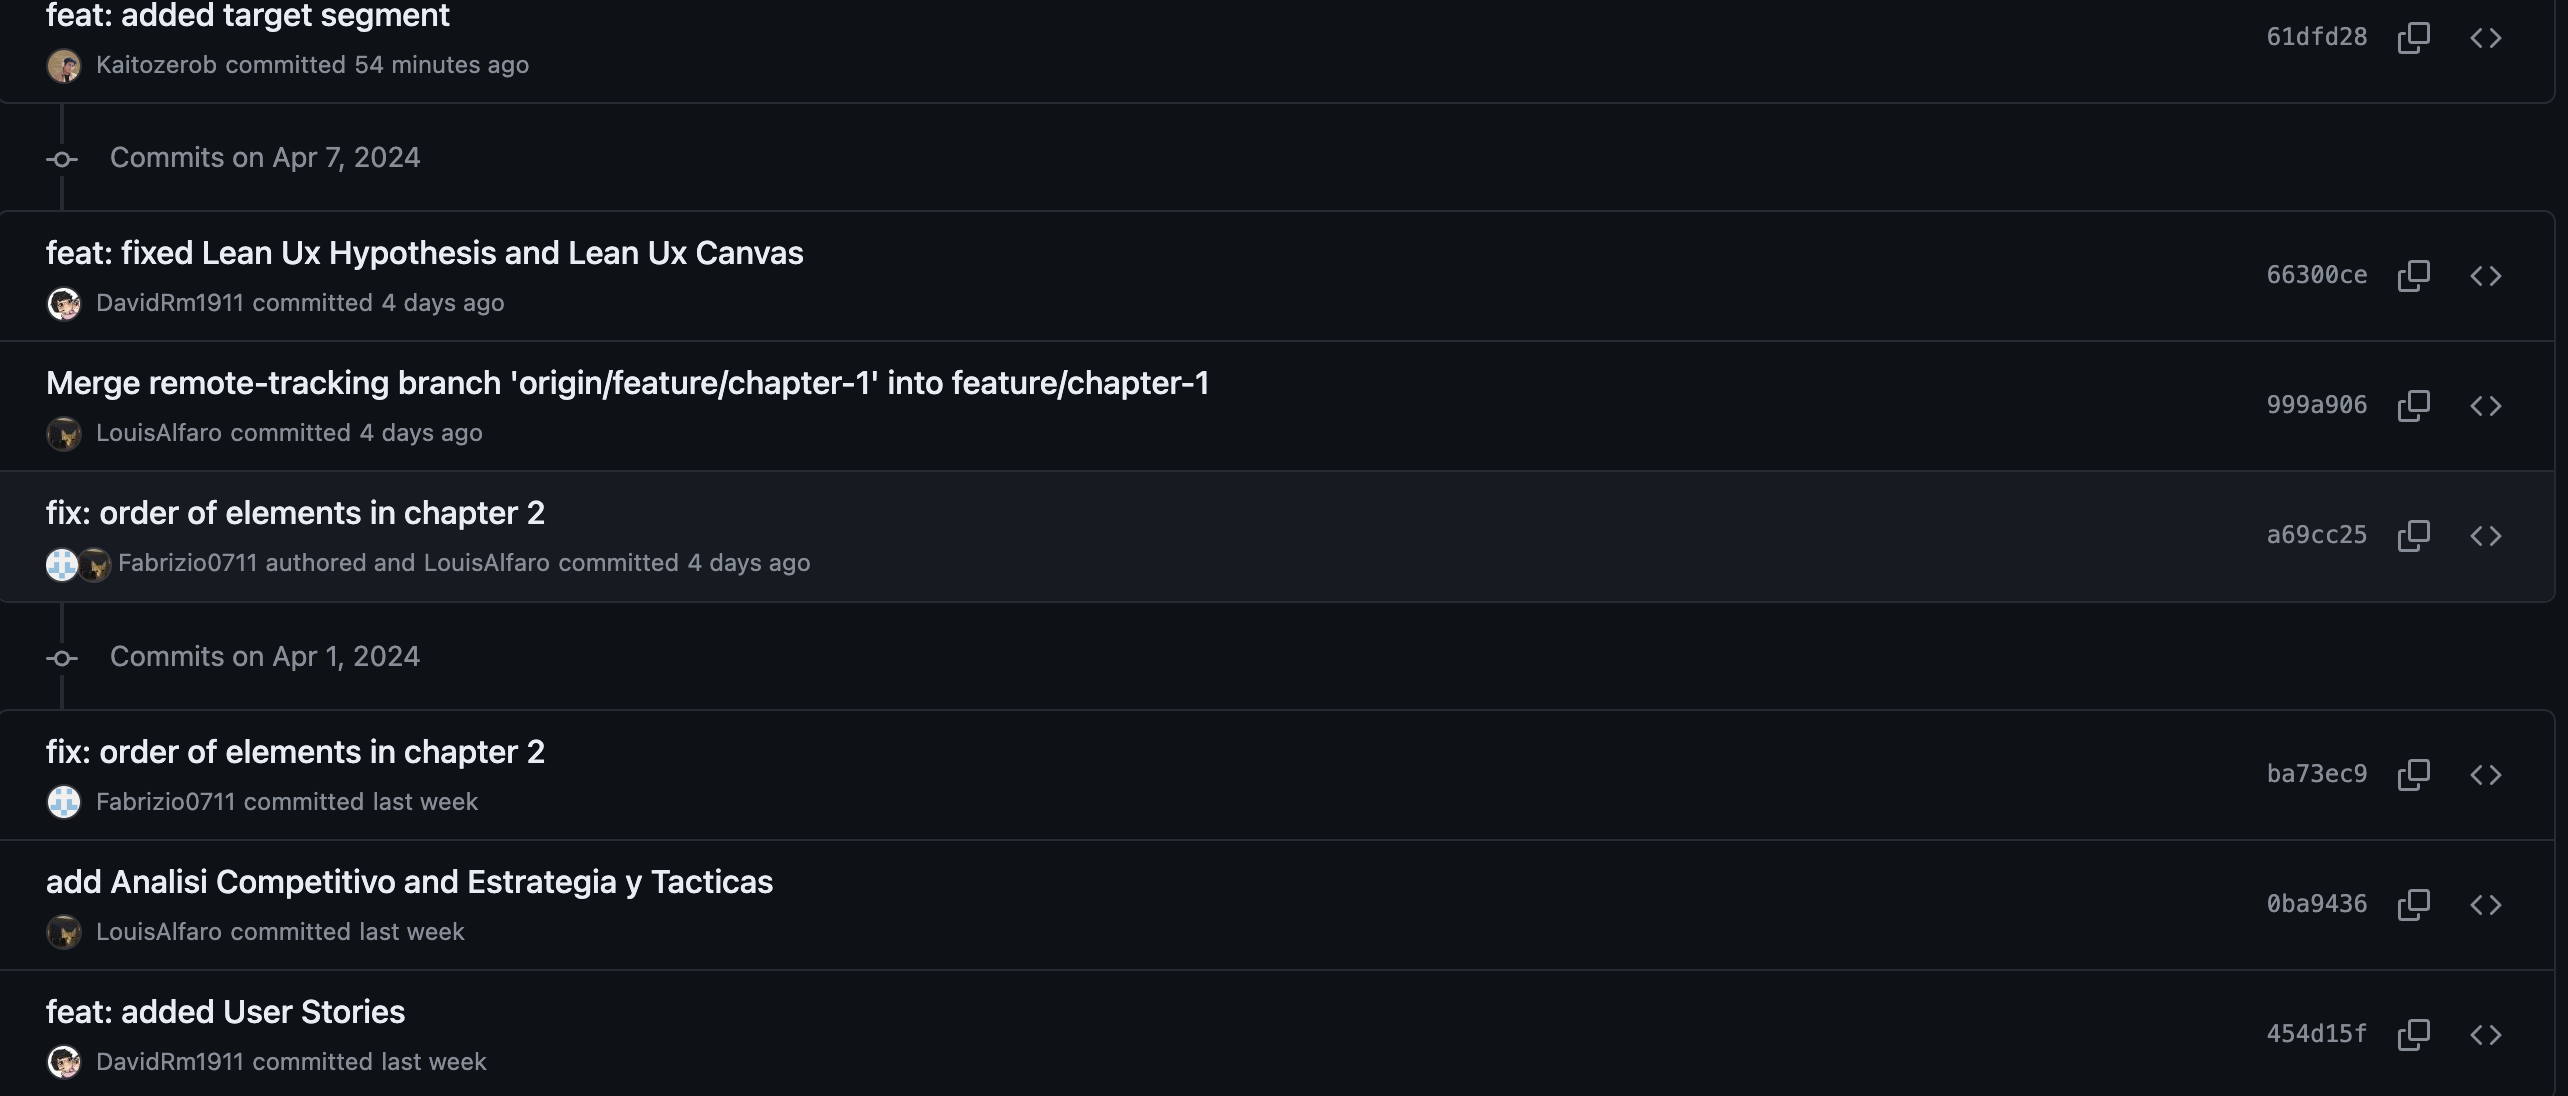 feat: added target segment
61dfd28
Kaitozerob committed 54 minutes ago
Commits on Apr 7, 2024
feat: fixed Lean Ux Hypothesis and Lean Ux Canvas
66300ce
DavidRm1911 committed 4 days ago
Merge remote-tracking branch 'origin/feature/chapter-1' into feature/chapter-1
999a906
LouisAlfaro committed 4 days ago
fix: order of elements in chapter 2
a69cc25
Fabrizio0711 authored and LouisAlfaro committed 4 days ago
Commits on Apr 1, 2024
fix: order of elements in chapter 2
ba73ec9
Fabrizio0711 committed last week
add Analisi Competitivo and Estrategia y Tacticas
0ba9436
LouisAlfaro committed last week
feat: added User Stories
454d15f
DavidRm1911 committed last week